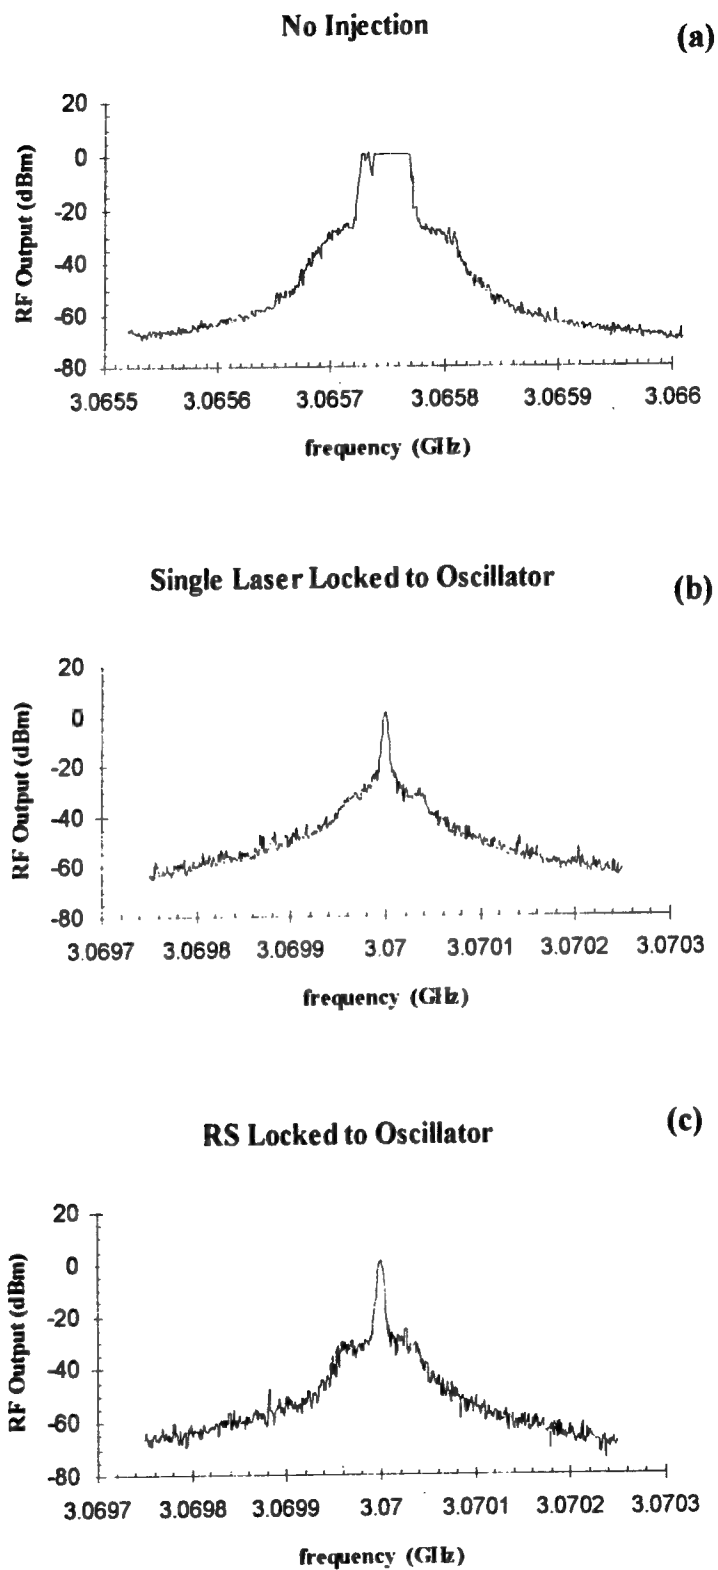 No Injection
(a)
RF Output (dBm)
20
0
-20
-40
-60
-80
3.0655 3.0656 3.0657 3.0658 3.0659 3.066
frequency (GHz)
Single Laser Locked to Oscillator
(b)
RF Output (dBm)
20
0
-20
-40
-60
-80
3.0697 3.0698 3.0699 3.07 3.0701 3.0702 3.0703
frequency (GHz)
RS Locked to Oscillator
(c)
RF Output (dBm)
20
0
-20
-40
-60
-80
3.0697 3.0698 3.0699 3.07 3.0701 3.0702 3.0703
frequency (GHz)